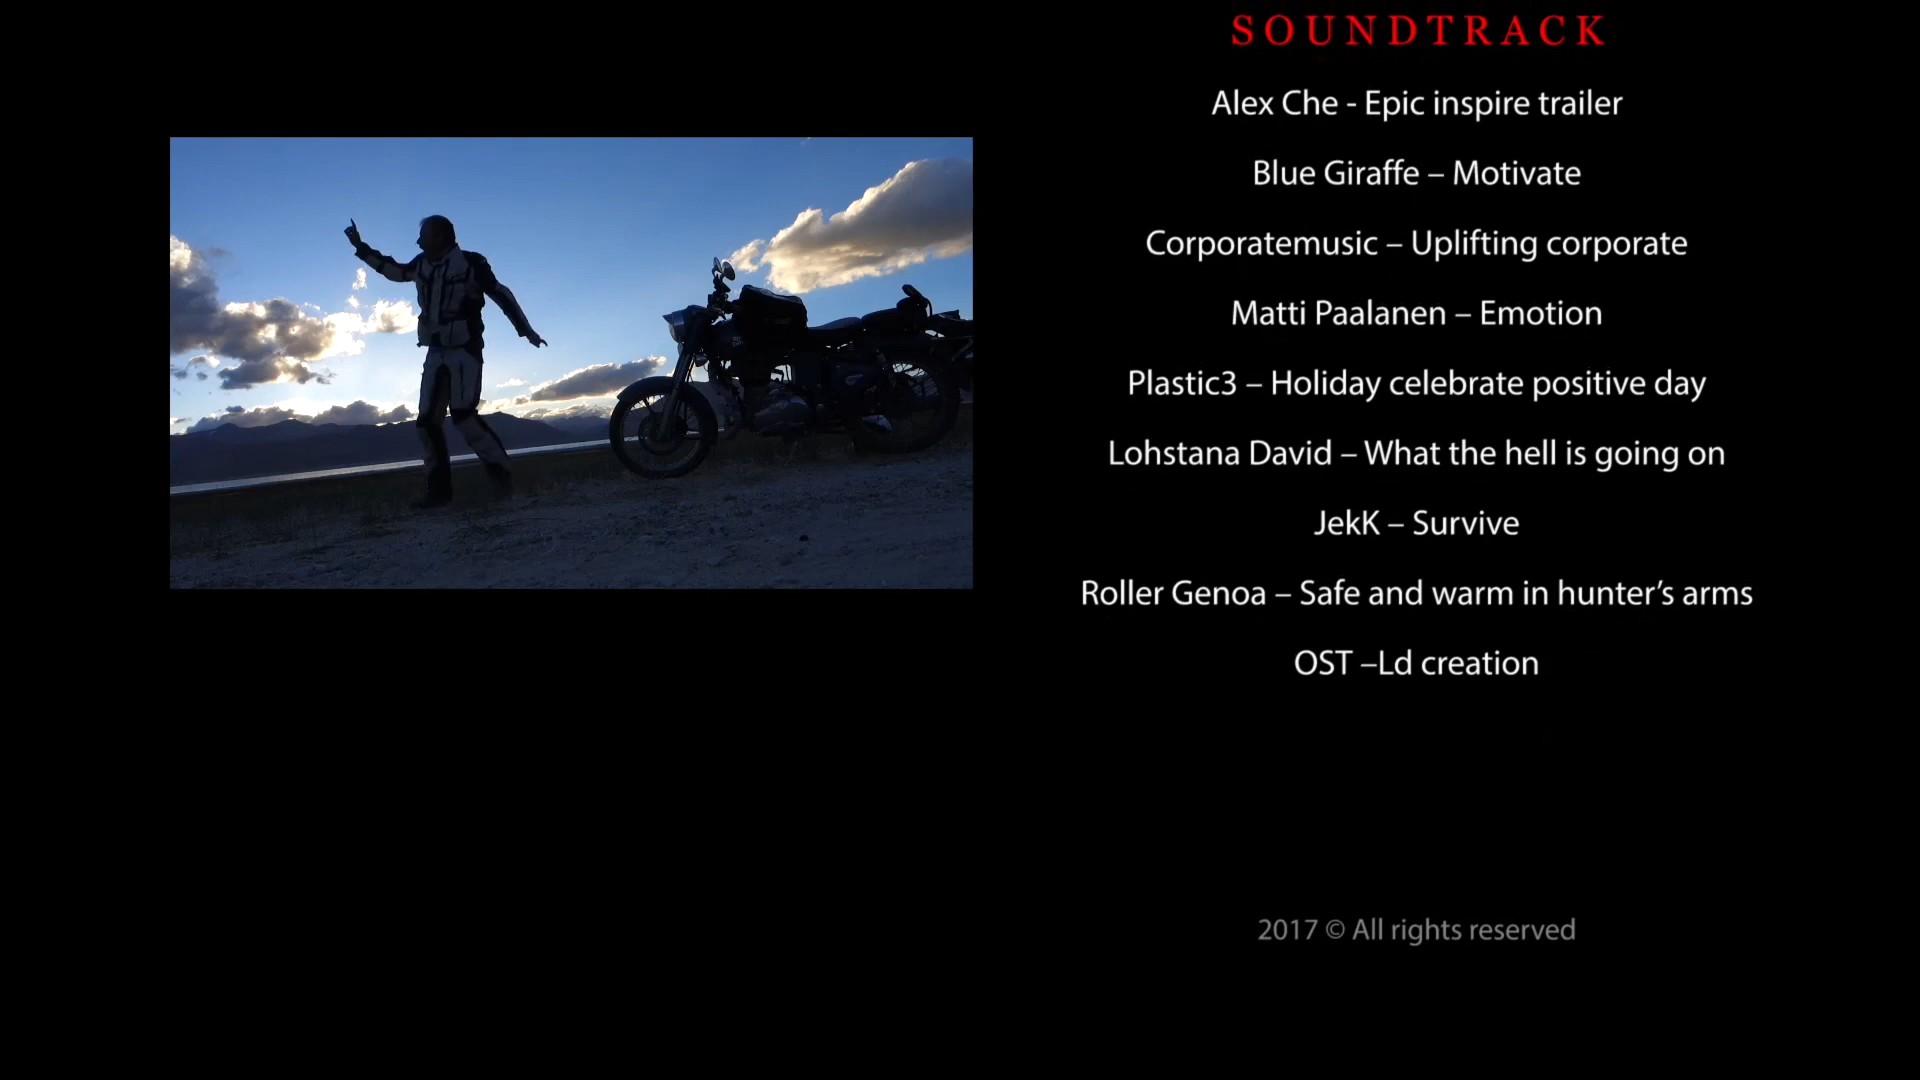 SOUNDTRACK
Alex Che - Epic inspire trailer
Blue Giraffe – Motivate
Corporatemusic – Uplifting corporate
Matti Paalanen – Emotion
Plastic3 – Holiday celebrate positive day
Lohstana David – What the hell is going on
JekK – Survive
Roller Genoa – Safe and warm in hunter’s arms
OST –Ld creation
2017 © All rights reserved